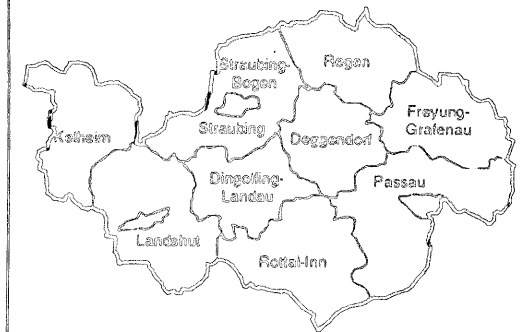 Straubing-
Bogen
Regen
Freyung-
Grafenau
Kelheim
Straubing
Deggendorf
Dingolfing-
Landau
Passau
Landshut
Rottal-Inn